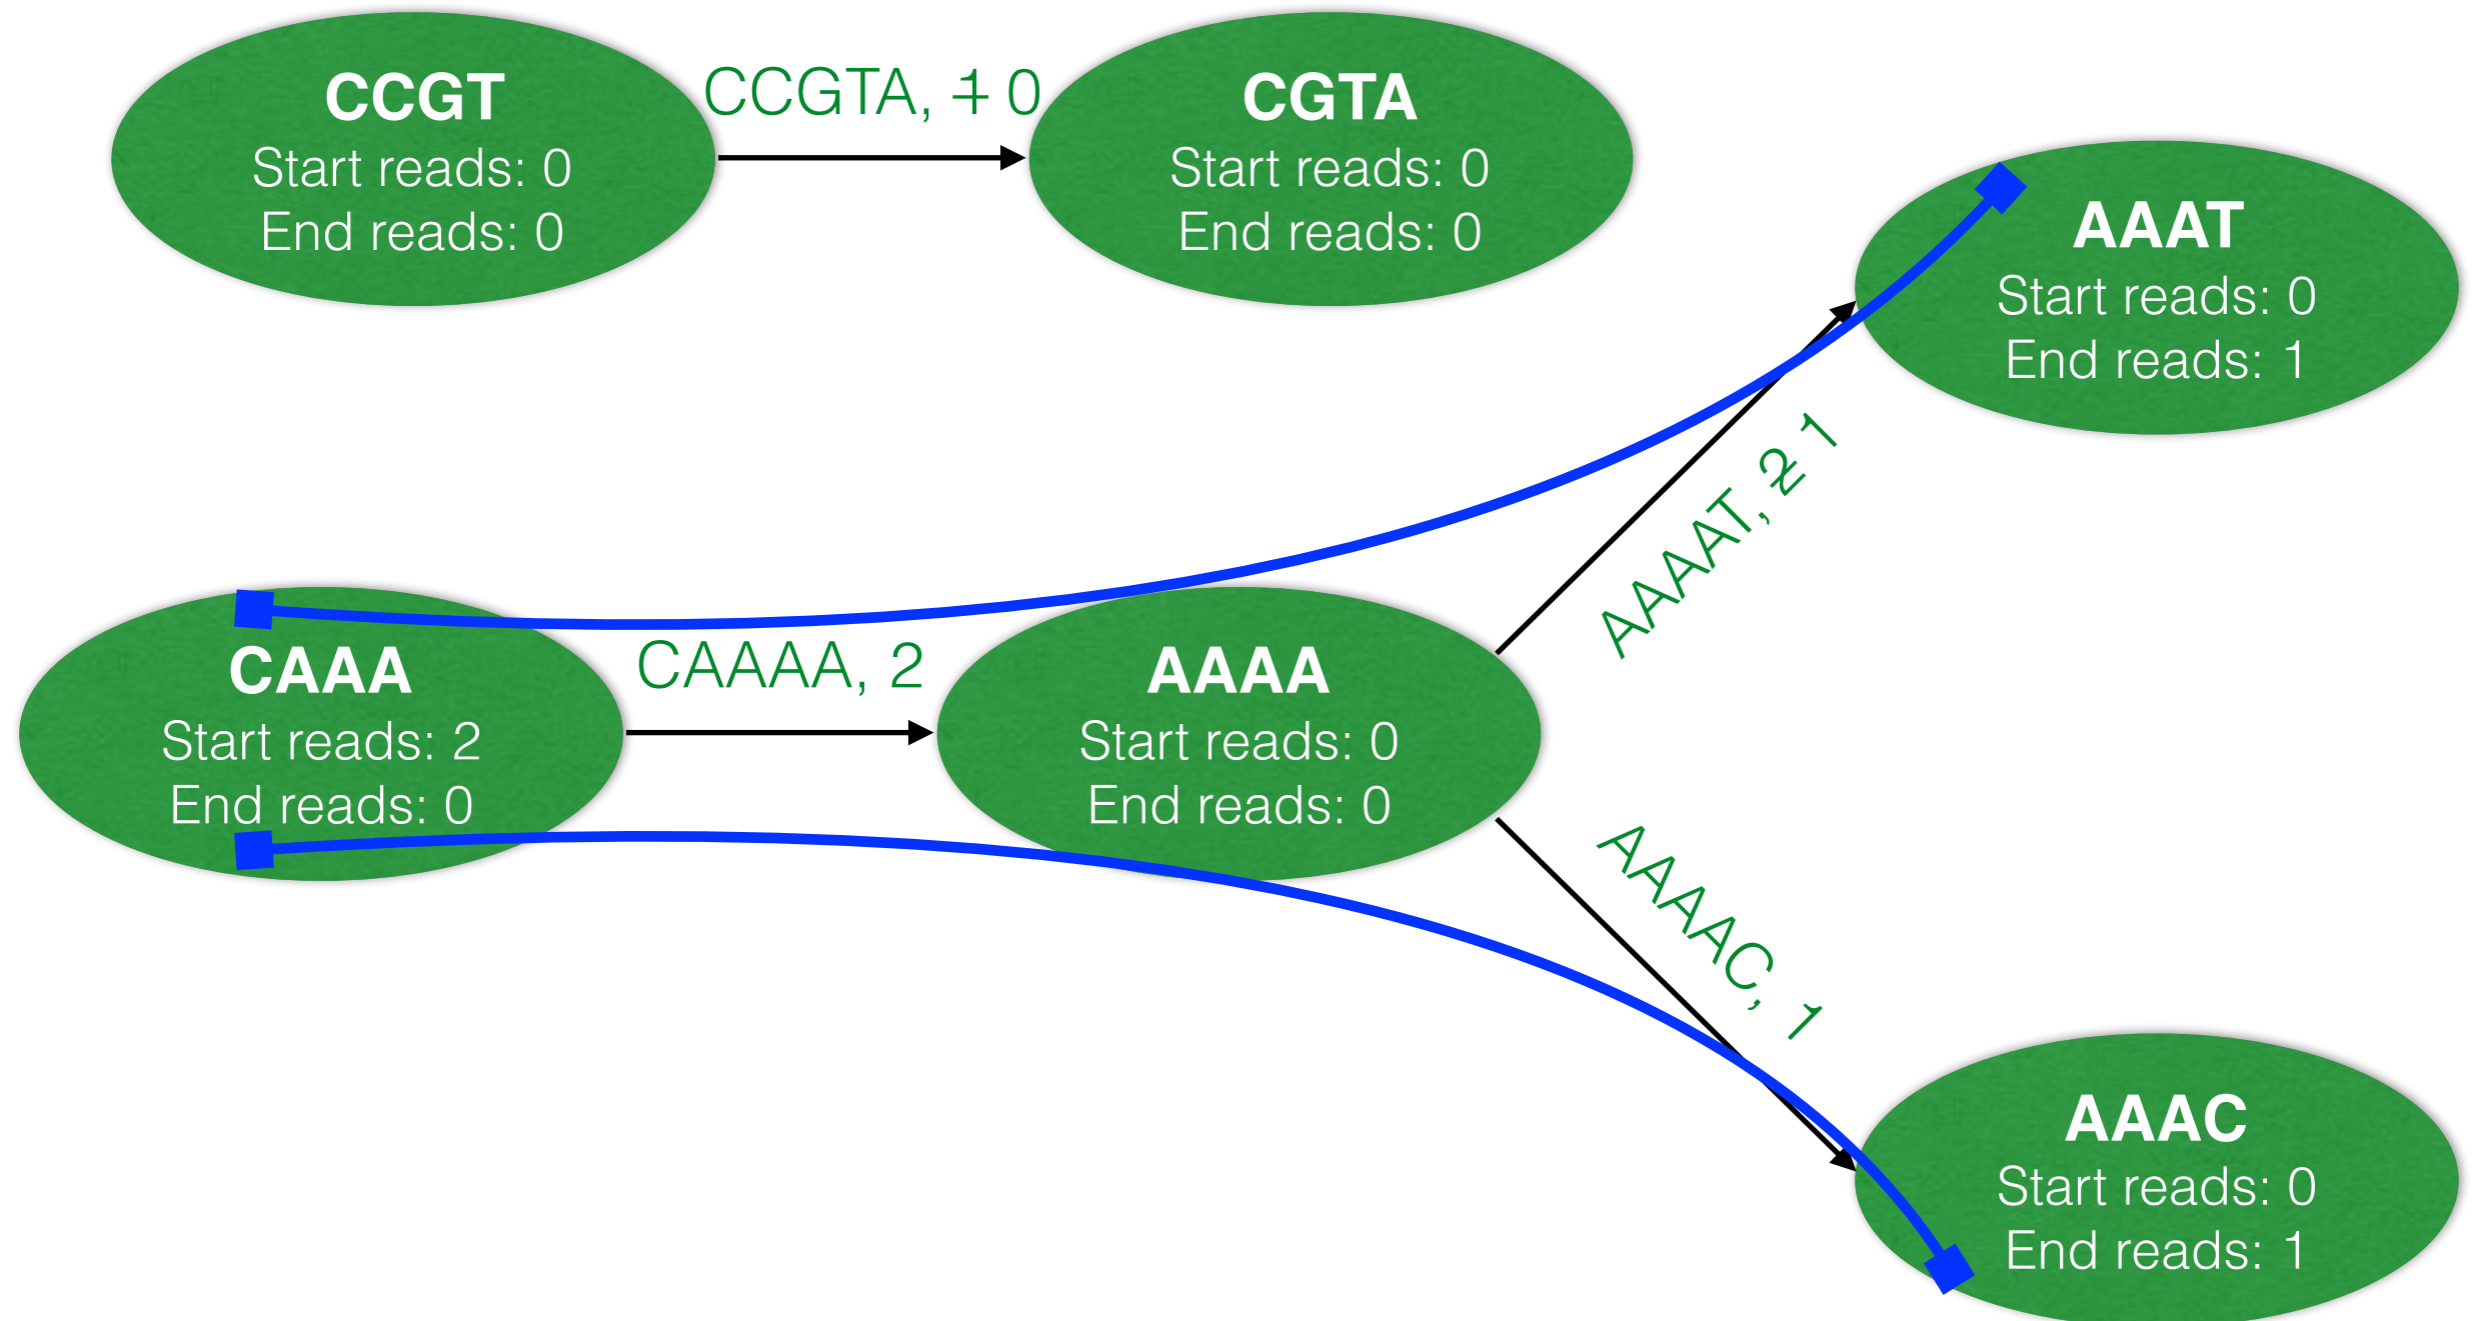 CCGT
Start reads: 0
End reads: 0
CCGTA, 1 0
CGTA
Start reads: 0
End reads: 0
AAAT
Start reads: 0
End reads: 1
AAAAT, 2 1
CAAA
Start reads: 2
End reads: 0
CAAAA, 2
AAAA
Start reads: 0
End reads: 0
AAAAC, 1
AAAC
Start reads: 0
End reads: 1